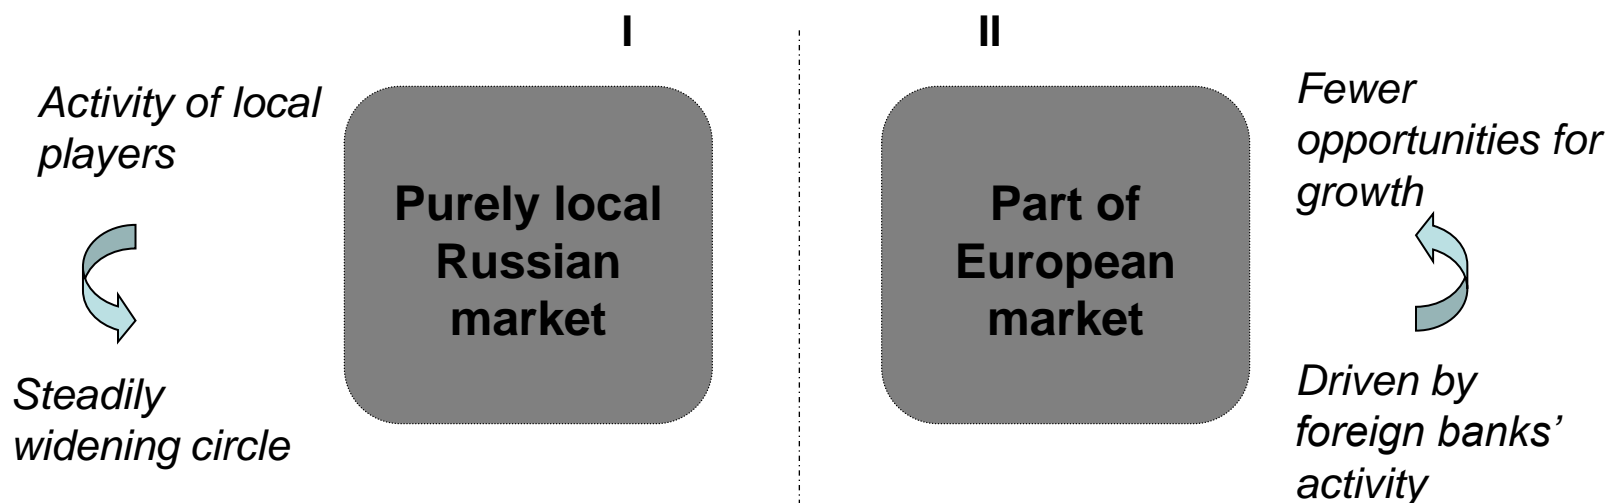 I
II
Activity of local
players
Purely local
Russian
market
Steadily
widening circle
Part of
European
market
Fewer
opportunities for
growth
Driven by
foreign banks’
activity